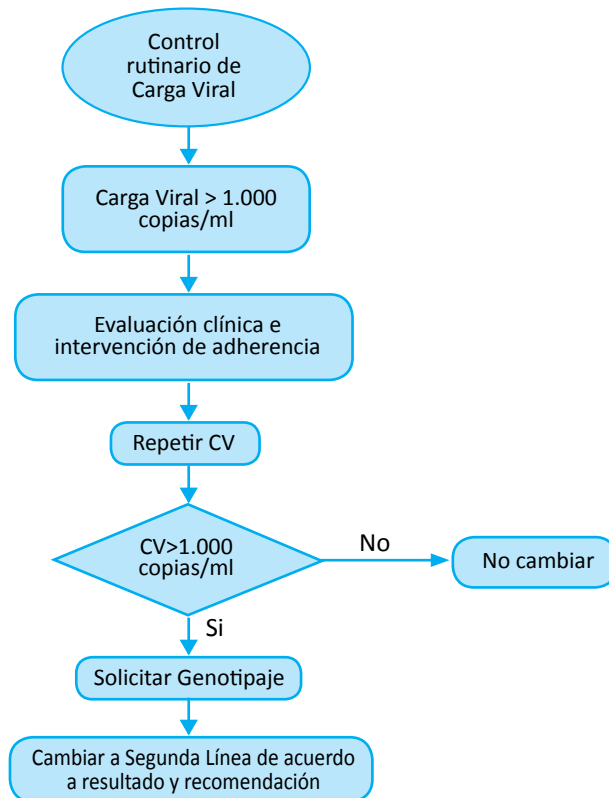 Control
rutinario de
Carga Viral
Carga Viral > 1.000
copias/ml
Evaluación clínica e
intervención de adherencia
Repetir CV
CV>1.000
copias/ml
No
No cambiar
Si
Solicitar Genotipaje
Cambiar a Segunda Línea de acuerdo
a resultado y recomendación